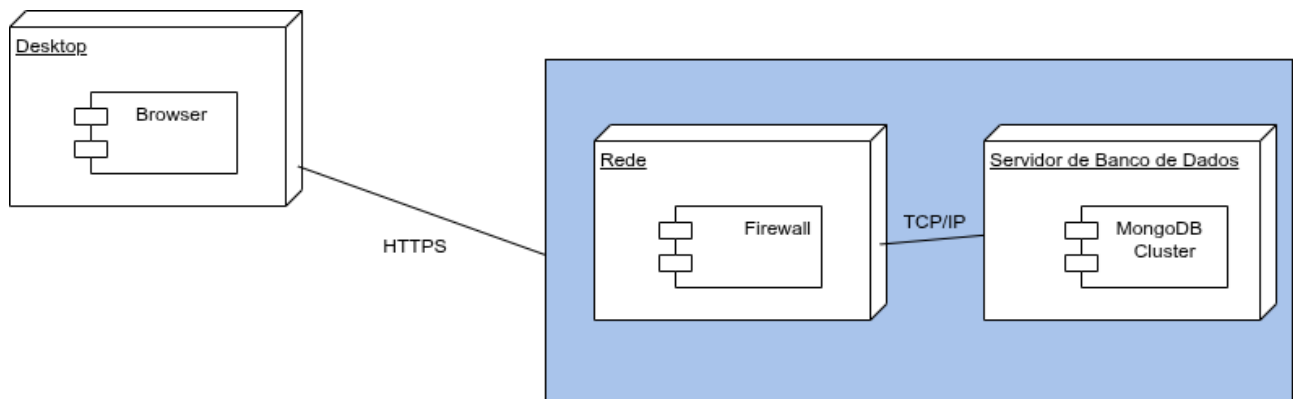 Desktop
Browser
HTTPS
Rede
Firewall
TCP/IP
Servidor de Banco de Dados
MongoDB
Cluster